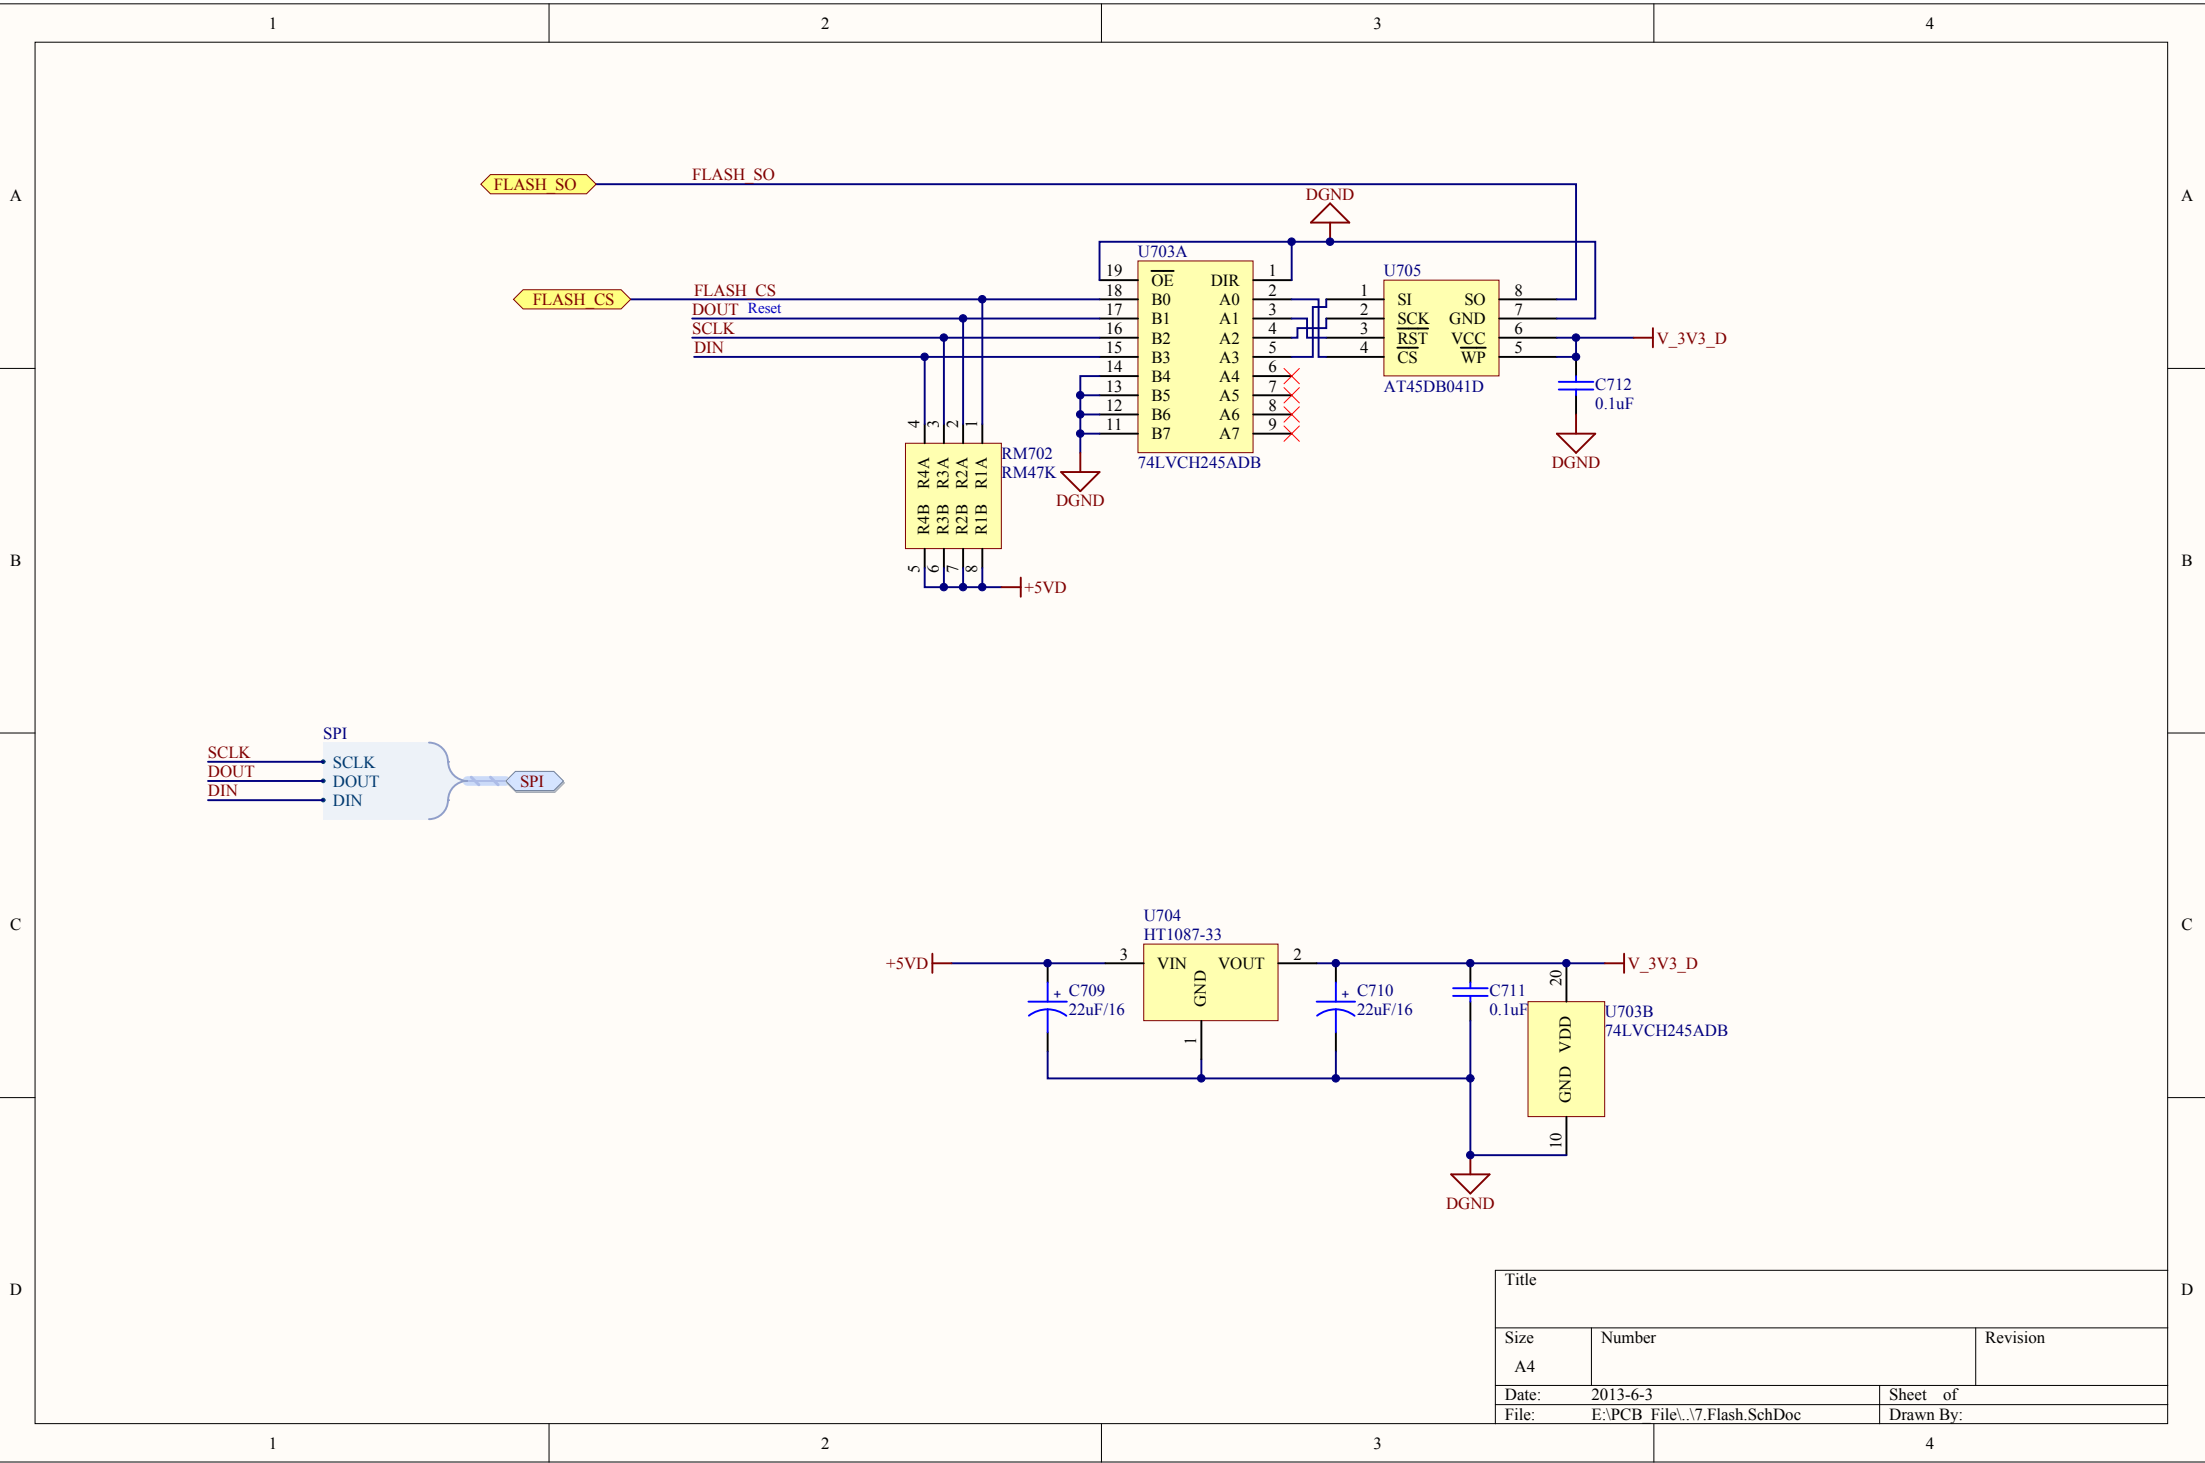 1 2 3 4
A A
B B
C C
D D
FLASH_SO FLASH_SO
DGND
U703A
FLASH_CS FLASH_CS
DOUT Reset
SCLK
DIN
19 OE DIR 1
18 B0 A0 2
17 B1 A1 3
16 B2 A2 4
15 B3 A3 5
14 B4 A4 6
13 B5 A5 7
12 B6 A6 8
11 B7 A7 9
74LVCH245ADB
U705
1 SI SO 8
2 SCK GND 7
3 RST VCC 6
4 CS WP 5
AT45DB041D
V_3V3_D
C712
0.1uF
DGND
DGND
4 3 2 1
RM702
RM47K
R4A R3A R2A R1A
R4B R3B R2B R1B
5 6 7 8
+5VD
SPI
SCLK SCLK
DOUT DOUT
DIN DIN
SPI
U704
HT1087-33
+5VD
3 VIN VOUT 2
GND
1
C709
22uF/16
C710
22uF/16
C711
0.1uF
V_3V3_D
20
U703B
74LVCH245ADB
VDD
GND
10
DGND
Title
Size Number Revision
A4
Date: 2013-6-3 Sheet of
File: E:\PCB_File\..\7.Flash.SchDoc Drawn By:
1 2 3 4